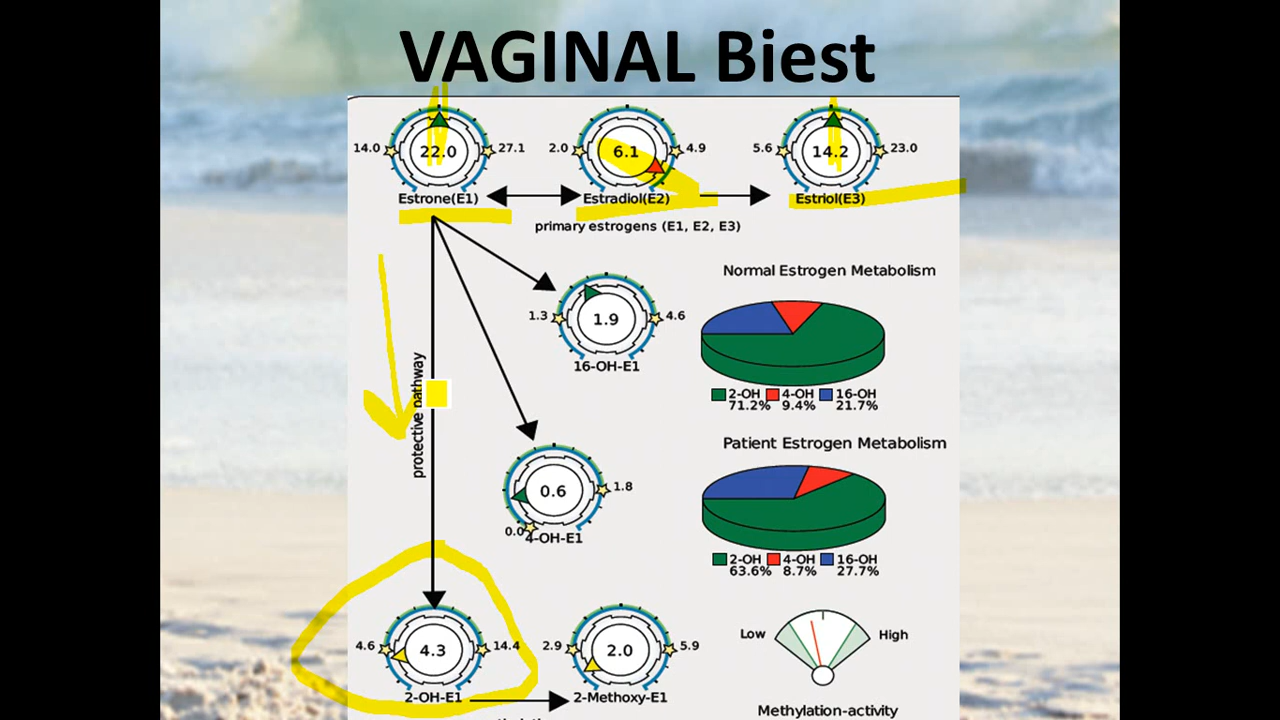 VAGINAL Biest
14.0 22.0 27.1 2.0 6.1 4.9 5.6 14.2 23.0
Estrone(E1) Estradiol(E2) Estriol(E3)
primary estrogens (E1, E2, E3)
Normal Estrogen Metabolism
1.3 1.9 4.6
16-OH-E1
2-OH 4-OH 16-OH
71.2% 9.4% 21.7%
protective pathway
Patient Estrogen Metabolism
0.6 1.8
0.0
4-OH-E1
2-OH 4-OH 16-OH
63.6% 8.7% 27.7%
Low High
4.6 4.3 14.4 2.9 2.0 5.9
2-OH-E1 2-Methoxy-E1
Methylation-activity